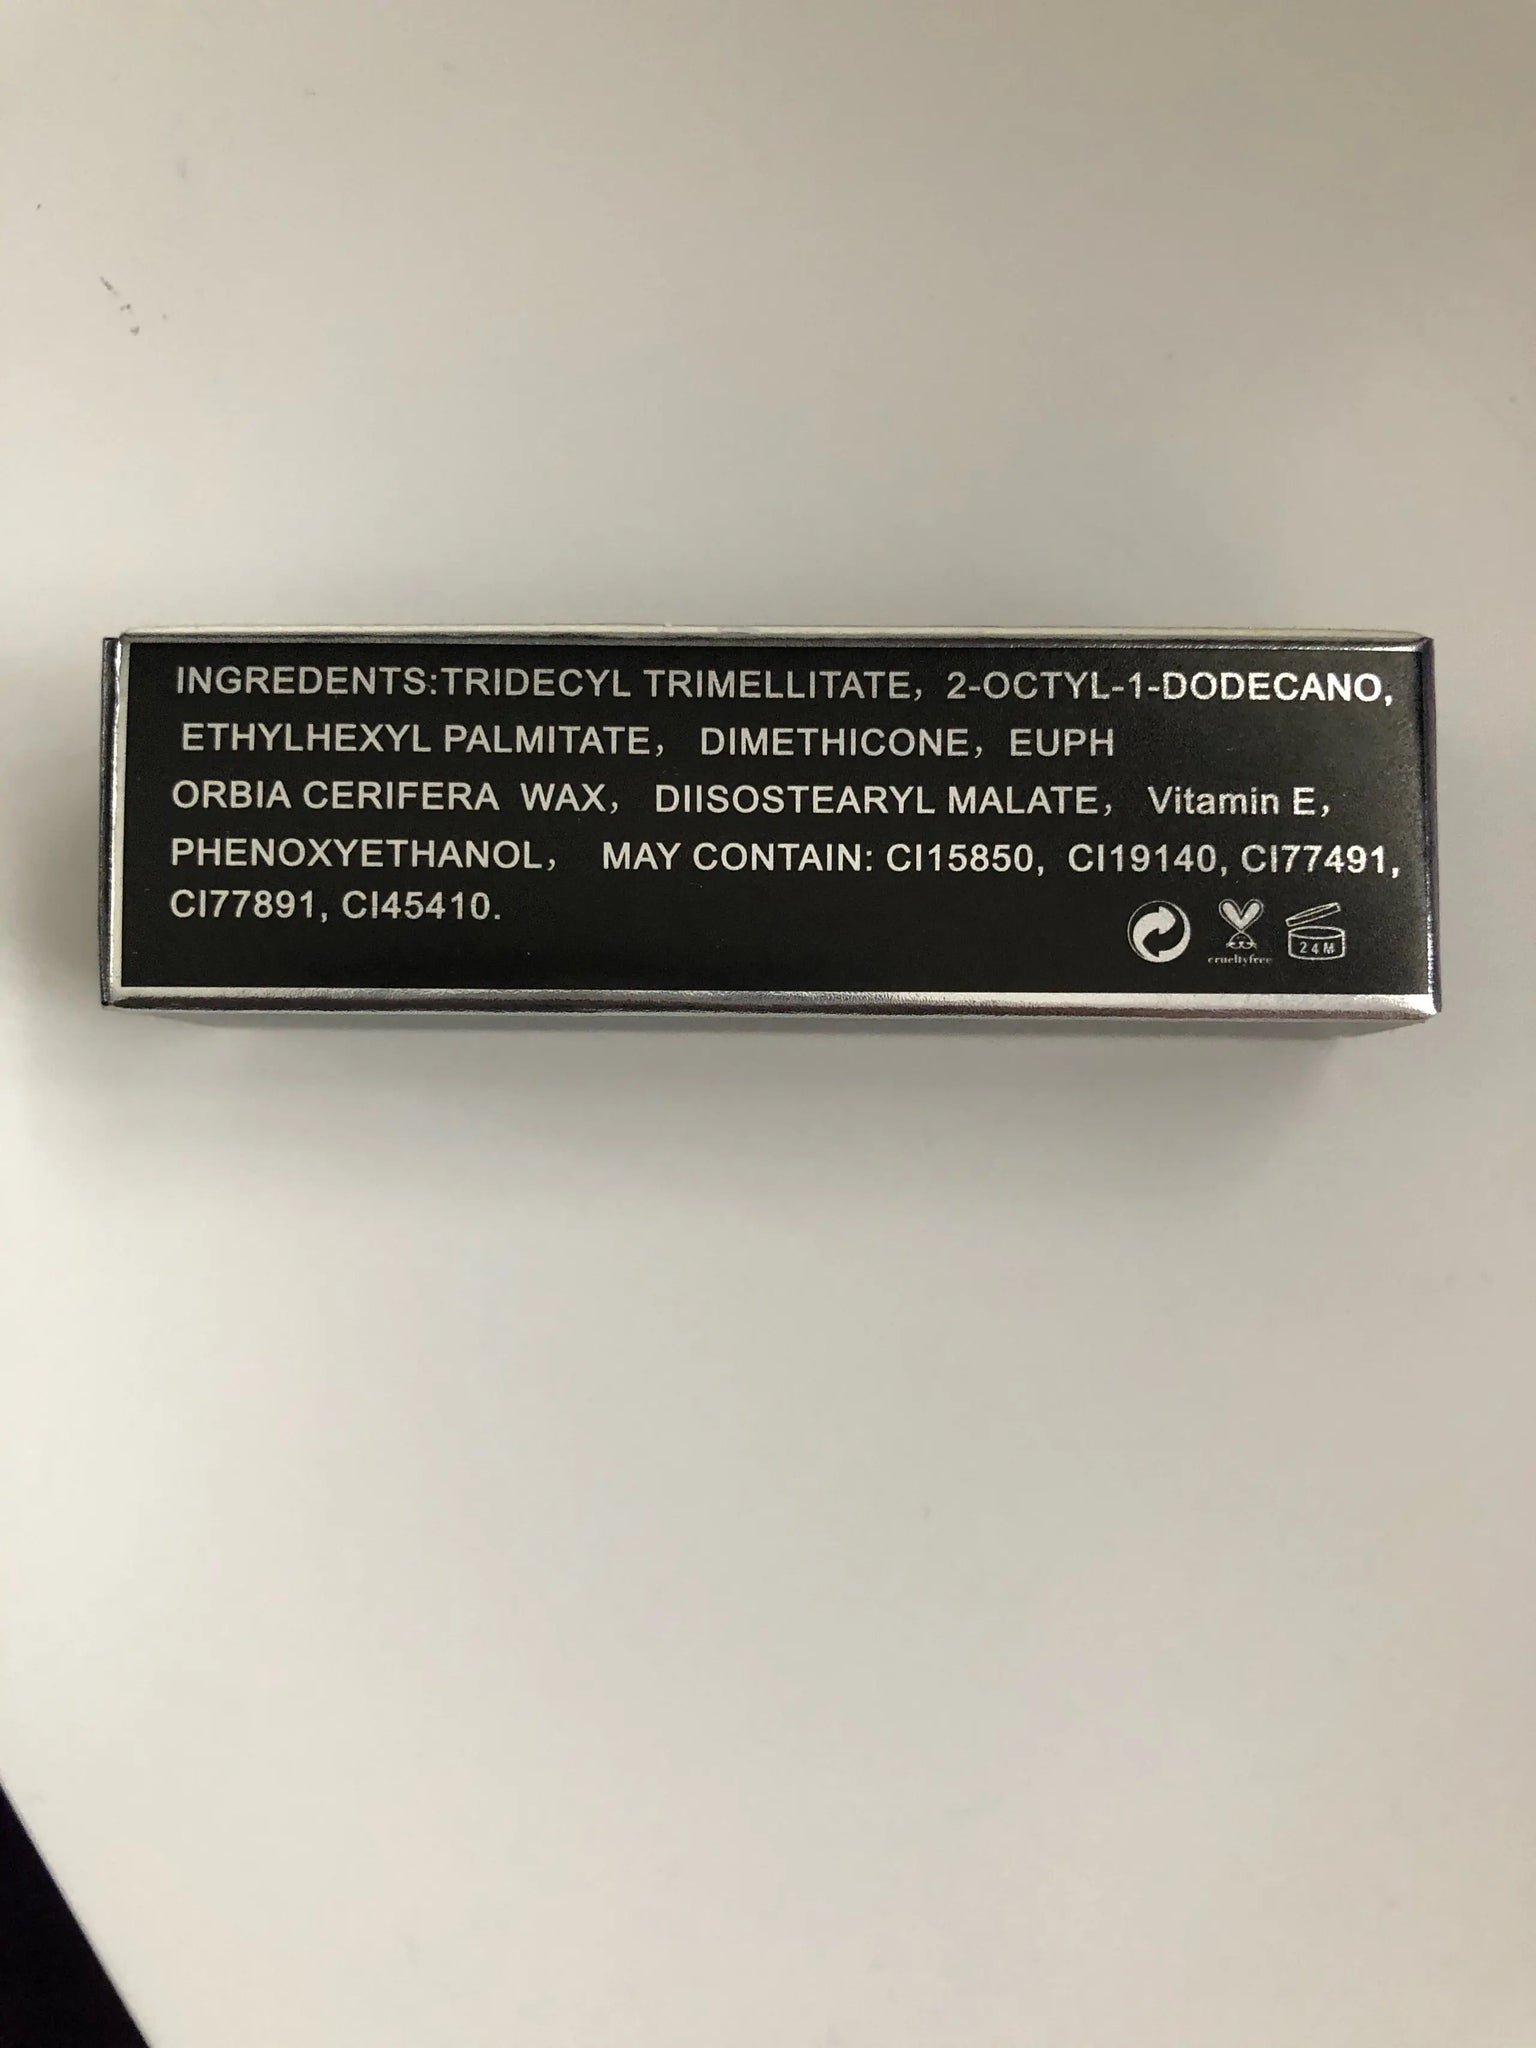 INGREDENTS:TRIDECYL TRIMELLITATE, 2-OCTYL-1-DODECANO,
ETHYLHEXYL PALMITATE, DIMETHICONE, EUPH
ORBIA CERIFERA WAX, DIISOSTEARYL MALATE, Vitamin E,
PHENOXYETHANOL, MAY CONTAIN: CI15850, CI19140, CI77491,
CI77891, CI45410.
crueltyfree
24M